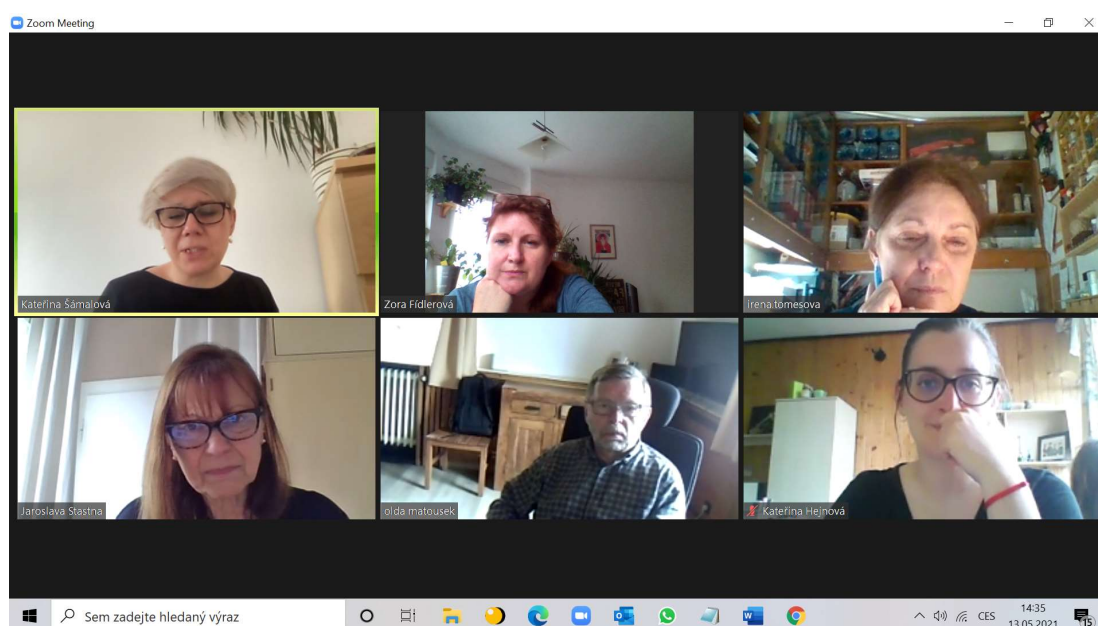 Zoom Meeting
Kateřina Šámalová
Zora Fídlerová
Irena.tomesova
Jaroslava Stastna
olda matousek
Kateřina Hejnová
Sem zadejte hledaný výraz
CES
14:35
13.05.2021
15